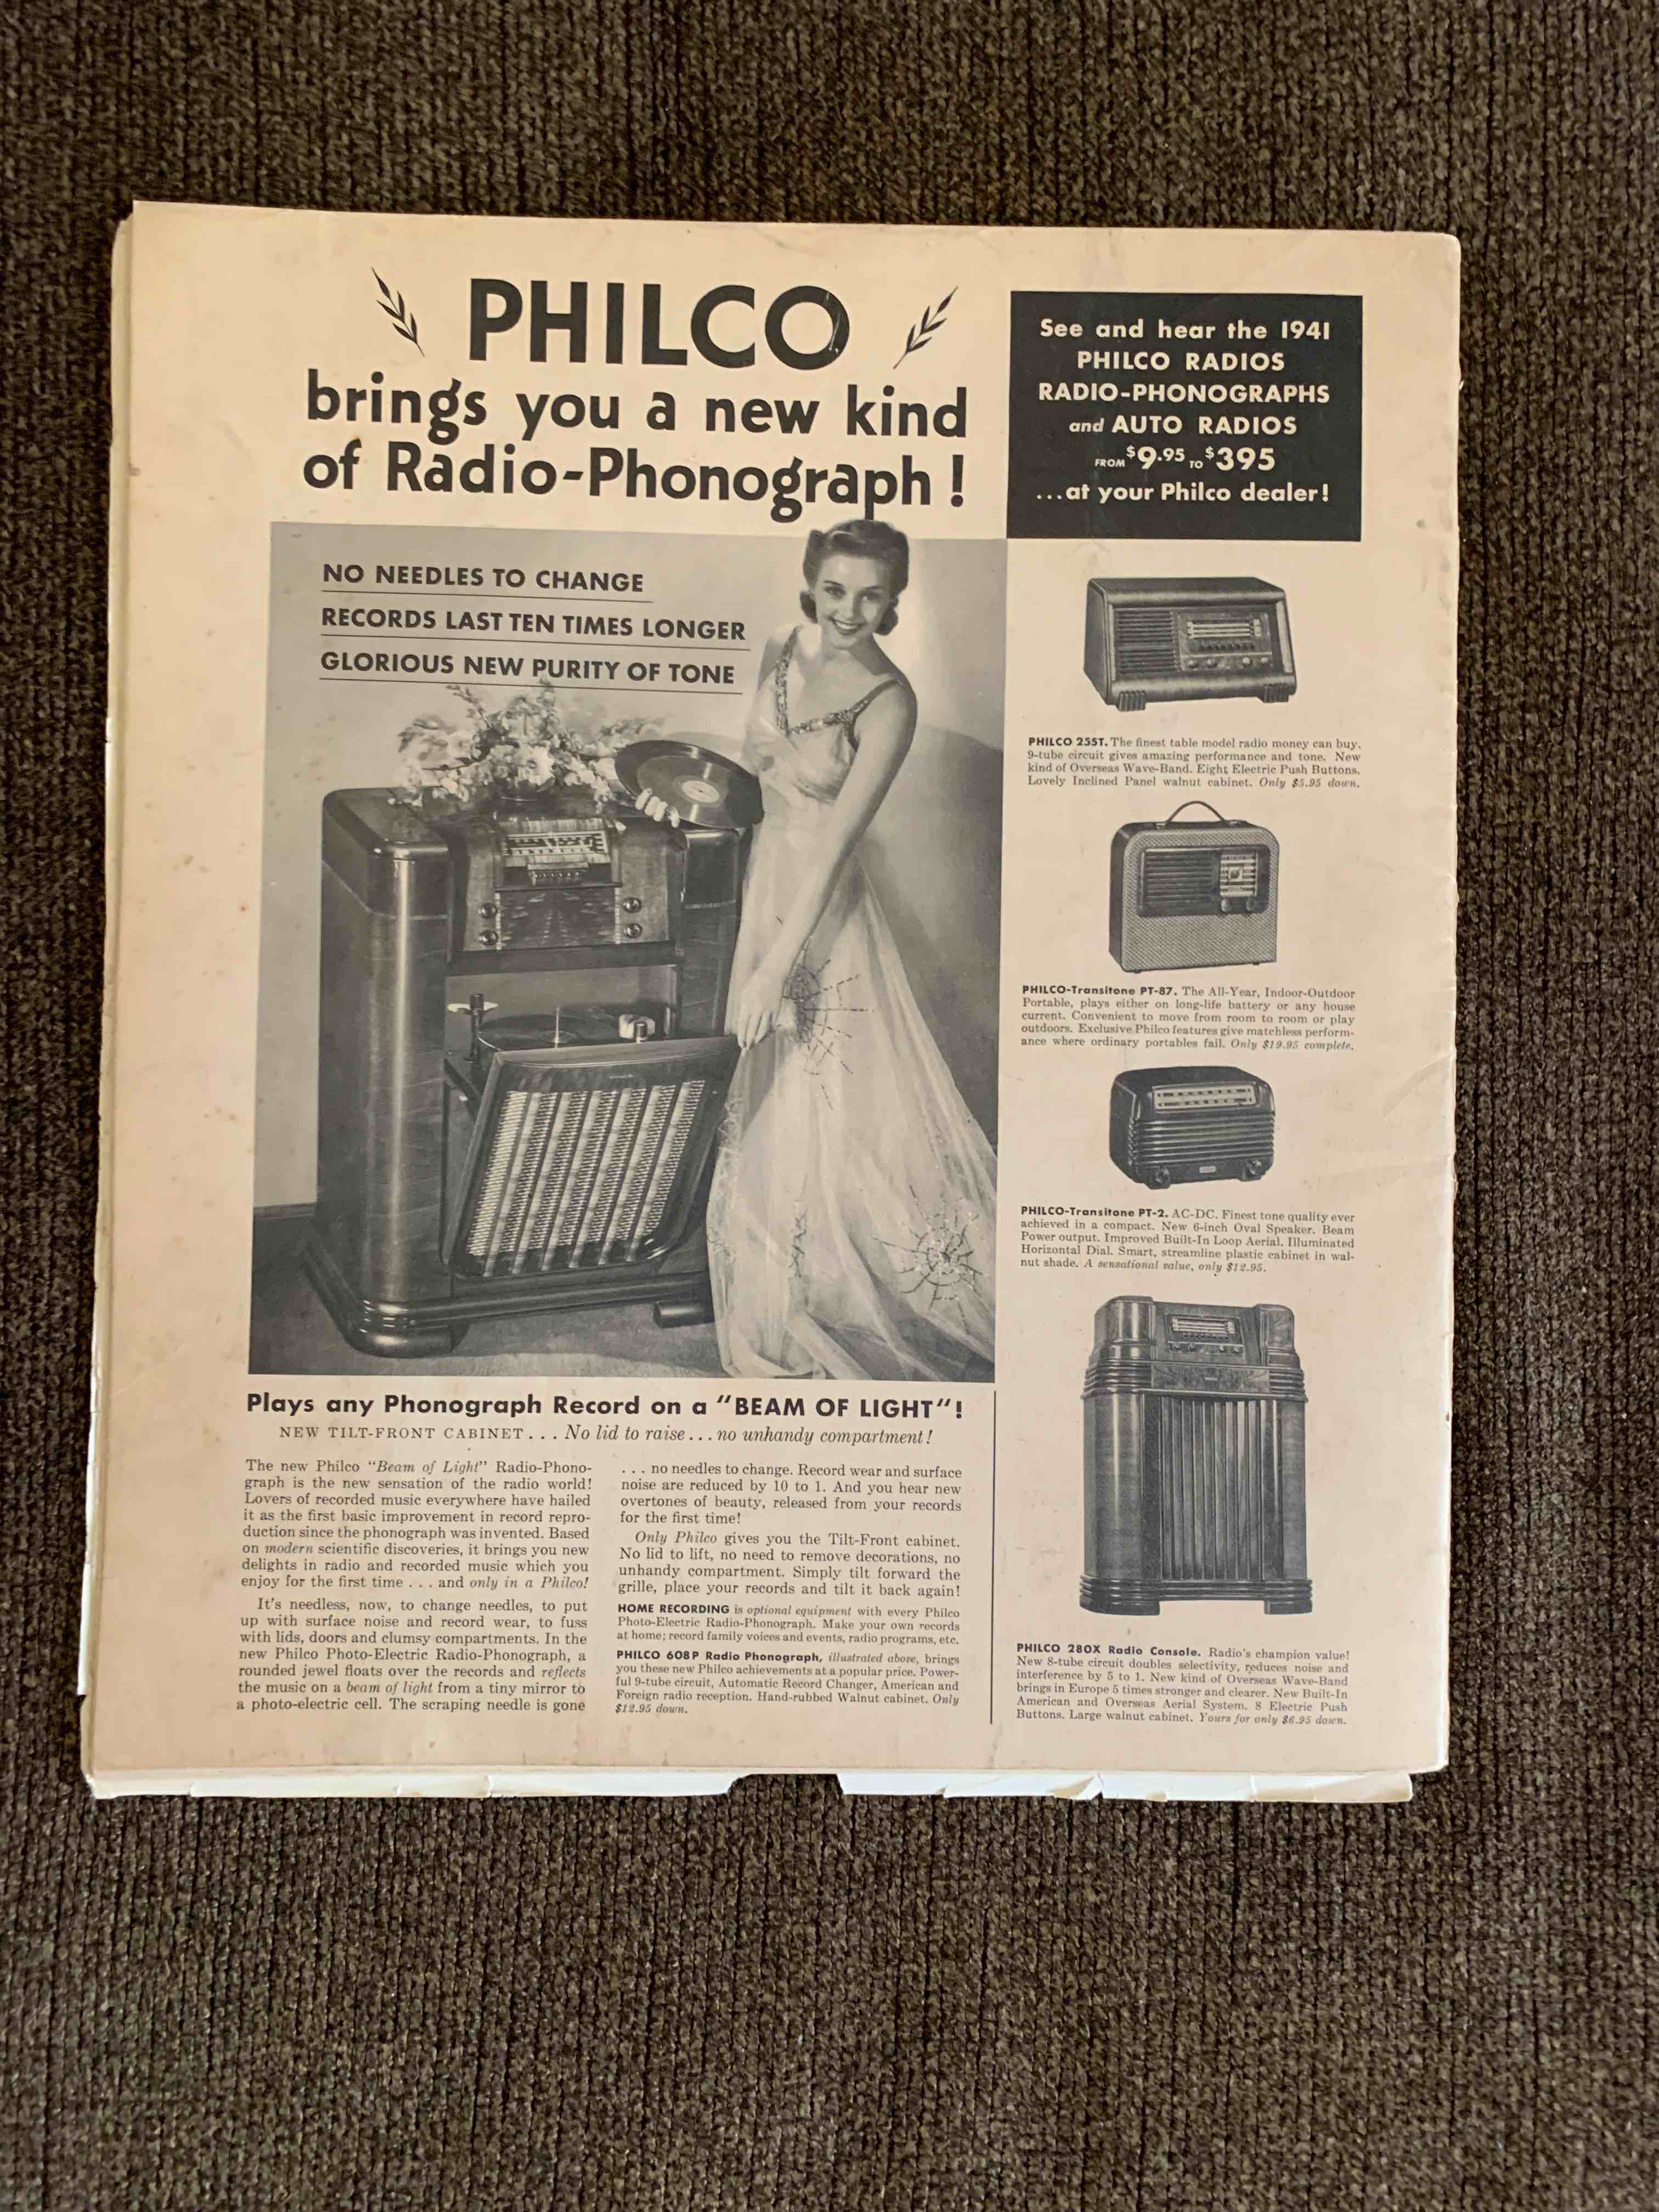 PHILCO
brings you a new kind
of Radio-Phonograph!
NO NEEDLES TO CHANGE
RECORDS LAST TEN TIMES LONGER
GLORIOUS NEW PURITY OF TONE
Plays any Phonograph Record on a "BEAM OF LIGHT"!
NEW TILT-FRONT CABINET . . . No lid to raise . . . no unhandy compartment!
The new Philco "Beam of Light" Radio-Phono-
graph is the new sensation of the radio world!
Lovers of recorded music everywhere have hailed
it as the first basic improvement in record repro-
duction since the phonograph was invented. Based
on modern scientific discoveries, it brings you new
delights in radio and recorded music which you
enjoy for the first time . . . and only in a Philco!
It's needless, now, to change needles, to put
up with surface noise and record wear, to fuss
with lids, doors and clumsy compartments. In the
new Philco Photo-Electric Radio-Phonograph, a
rounded jewel floats over the records and reflects
the music on a beam of light from a tiny mirror to
a photo-electric cell. The scraping needle is gone
. . . no needles to change. Record wear and surface
noise are reduced by 10 to 1. And you hear new
overtones of beauty, released from your records
for the first time!
Only Philco gives you the Tilt-Front cabinet.
No lid to lift, no need to remove decorations, no
unhandy compartment. Simply tilt forward the
grille, place your records and tilt it back again!
HOME RECORDING is optional equipment with every Philco
Photo-Electric Radio-Phonograph. Make your own records
at home; record family voices and events, radio programs, etc.
PHILCO 608P Radio Phonograph, illustrated above, brings
you these new Philco achievements at a popular price. Power-
ful 9-tube circuit, Automatic Record Changer, American and
Foreign radio reception. Hand-rubbed Walnut cabinet. Only
$12.95 down.
See and hear the 1941
PHILCO RADIOS
RADIO-PHONOGRAPHS
and AUTO RADIOS
FROM $9.95 TO $395
...at your Philco dealer!
PHILCO 255T. The finest table model radio money can buy.
9-tube circuit gives amazing performance and tone. New
kind of Overseas Wave-Band. Eight Electric Push Buttons.
Lovely Inclined Panel walnut cabinet. Only $5.95 down.
PHILCO-Transitone PT-87. The All-Year, Indoor-Outdoor
Portable, plays either on long-life battery or any house
current. Convenient to move from room to room or play
outdoors. Exclusive Philco features give matchless perform-
ance where ordinary portables fail. Only $19.95 complete.
PHILCO-Transitone PT-2. AC-DC. Finest tone quality ever
achieved in a compact. New 6-inch Oval Speaker. Beam
Power output. Improved Built-In Loop Aerial. Illuminated
Horizontal Dial. Smart, streamline plastic cabinet in wal-
nut shade. A sensational value, only $12.95.
PHILCO 280X Radio Console. Radio's champion value!
New 8-tube circuit doubles selectivity, reduces noise and
interference by 5 to 1. New kind of Overseas Wave-Band
brings in Europe 5 times stronger and clearer. New Built-In
American and Overseas Aerial System. 8 Electric Push
Buttons. Large walnut cabinet. Yours for only $6.95 down.